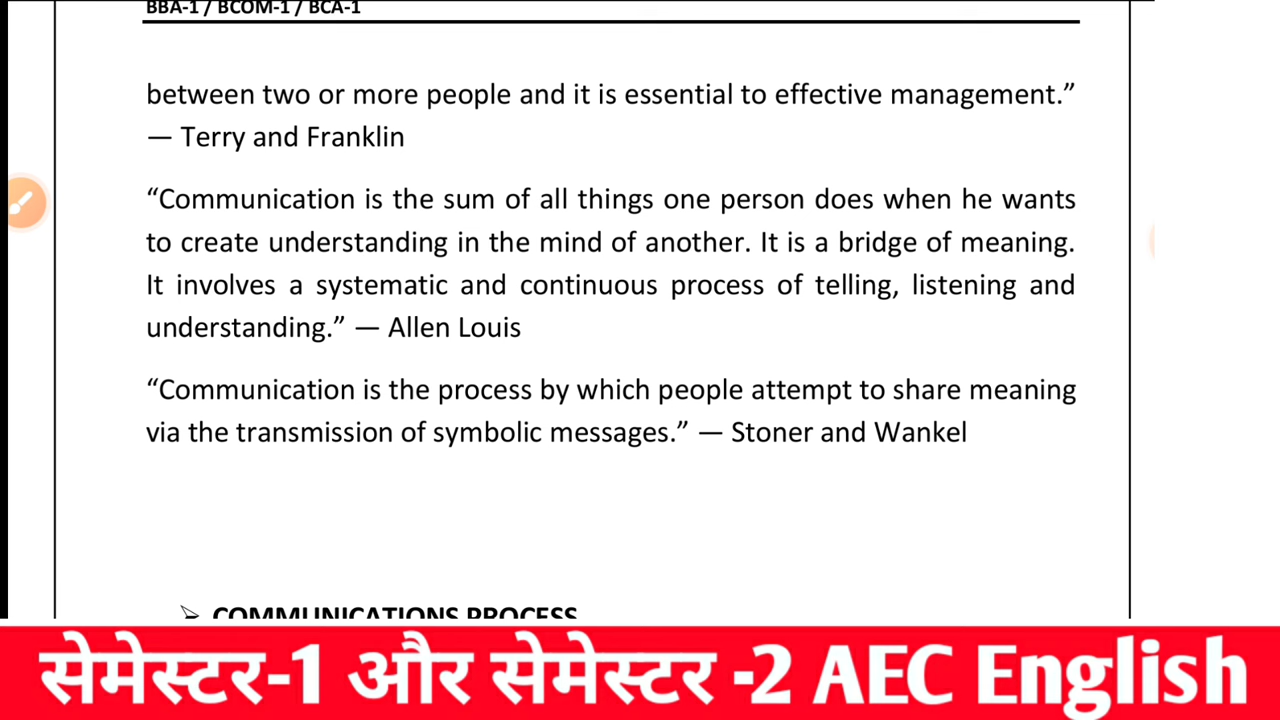 BBA-1 / BCOM-1 / BCA-1
between two or more people and it is essential to effective management.”
— Terry and Franklin
“Communication is the sum of all things one person does when he wants
to create understanding in the mind of another. It is a bridge of meaning.
It involves a systematic and continuous process of telling, listening and
understanding.” — Allen Louis
“Communication is the process by which people attempt to share meaning
via the transmission of symbolic messages.” — Stoner and Wankel
➢ COMMUNICATIONS PROCESS
सेमेस्टर-1 और सेमेस्टर -2 AEC English